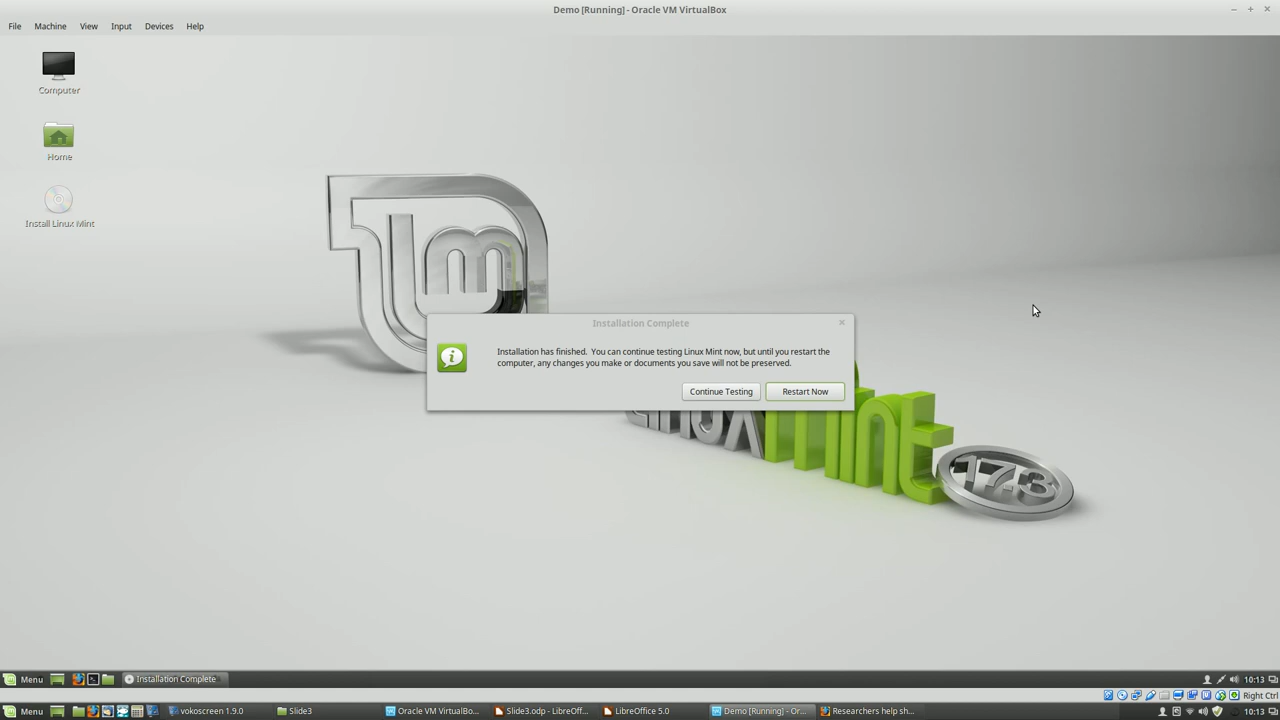 Demo [Running] - Oracle VM VirtualBox
File Machine View Input Devices Help
Computer
Home
Install Linux Mint
lm
Installation Complete
Installation has finished. You can continue testing Linux Mint now, but until you restart the
computer, any changes you make or documents you save will not be preserved.
Continue Testing Restart Now
linux mint
17.3
Menu Installation Complete 10:13
Right Ctrl
Menu vokoscreen 1.9.0 Slide3 Oracle VM VirtualBo... Slide3.odp - LibreOffi... LibreOffice 5.0 Demo [Running] - Or... Researchers help sh... 10:13